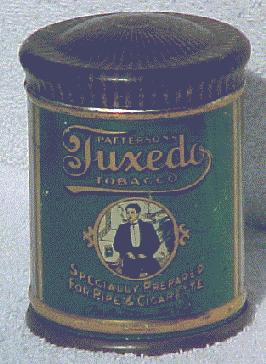 PATTERSON'S
Tuxedo
TOBACCO
SPECIALLY PREPARED
FOR PIPE & CIGARETTE